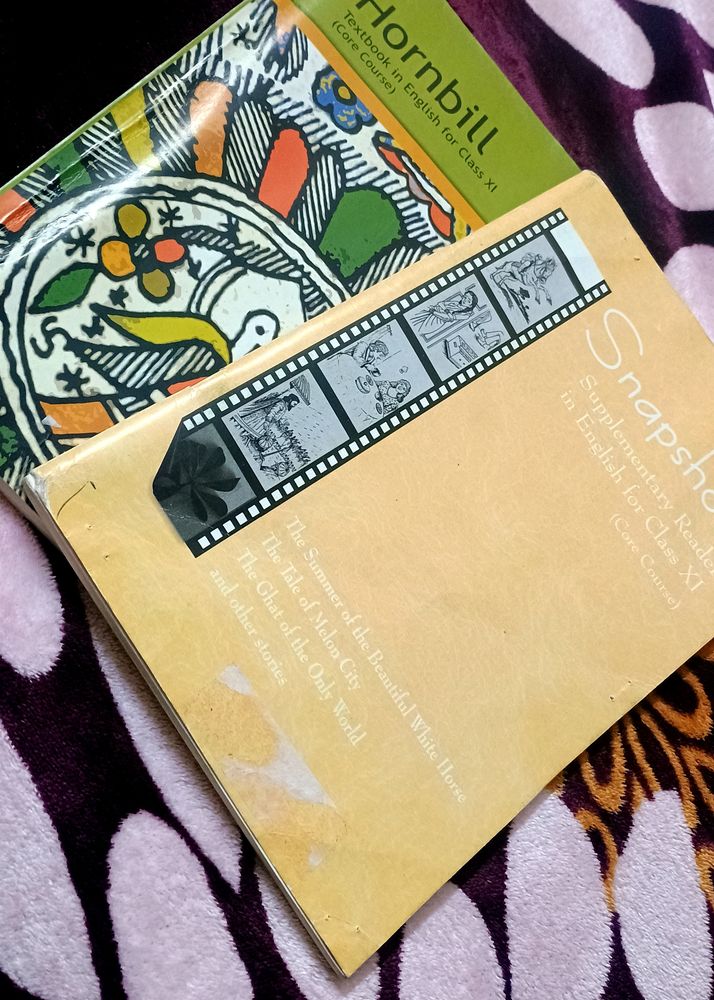 Hornbill
Textbook in English for Class XI
(Core Course)
Snapsho
Supplementary Reader
in English for Class XI
(Core Course)
The Summer of the Beautiful White Horse
The Tale of Melon City
The Ghat of the Only World
and other stories